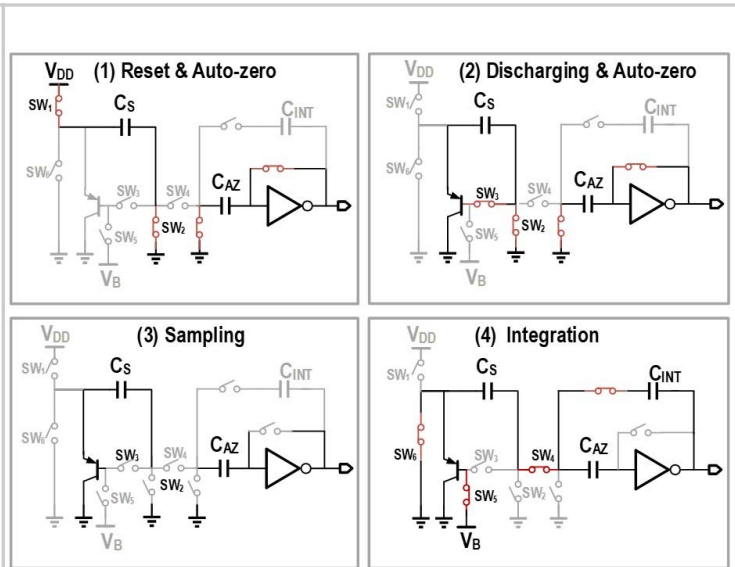 (1) Reset & Auto-zero
VDD
SW1
CS
CINT
SW6
SW3
SW4
CAZ
SW5
SW2
VB
(2) Discharging & Auto-zero
VDD
SW1
CS
CINT
SW6
SW3
SW4
CAZ
SW5
SW2
VB
(3) Sampling
VDD
SW1
CS
CINT
SW6
SW3
SW4
CAZ
SW5
SW2
VB
(4) Integration
VDD
SW1
CS
CINT
SW6
SW3
SW4
CAZ
SW5
SW2
VB